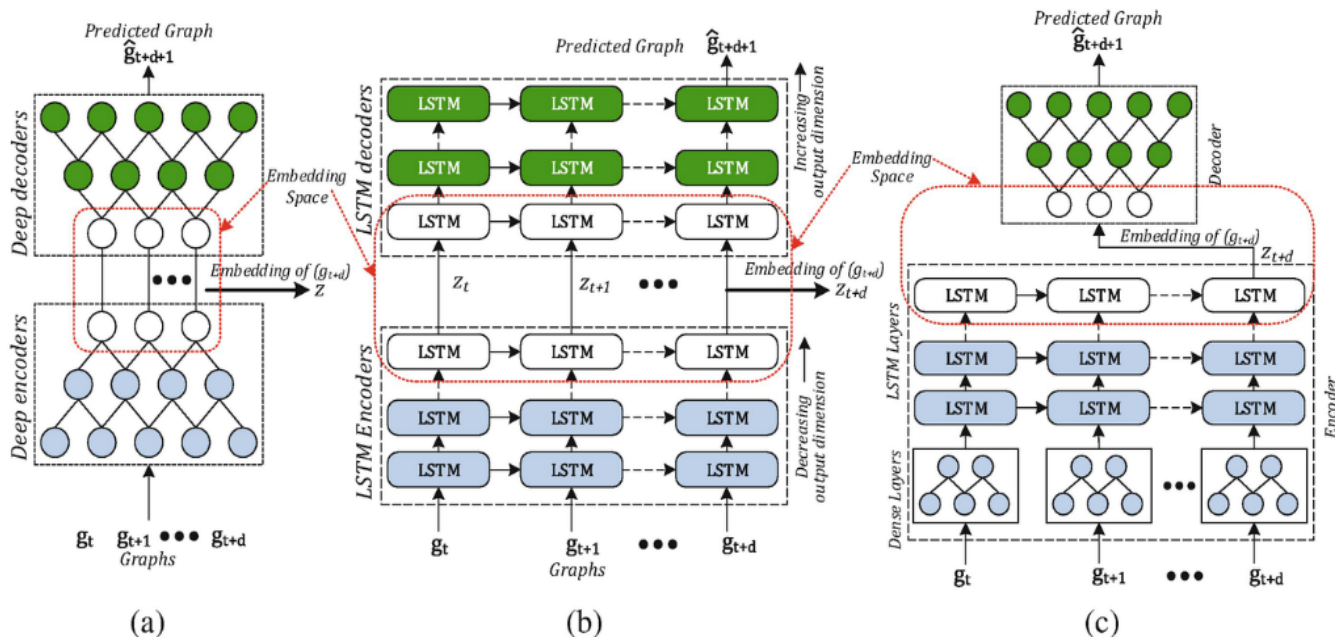 Predicted Graph
ĝt+d+1
Deep decoders
Embedding
Space
Embedding of (gt+d)
Z
Deep encoders
gt gt+1 ●●● gt+d
Graphs
(a)
Predicted Graph
ĝt+d+1
LSTM decoders
LSTM LSTM LSTM
LSTM LSTM LSTM
LSTM LSTM LSTM
Increasing
output dimension
Zt Zt+1 ●●●
Embedding of (gt+d)
Zt+d
LSTM Encoders
LSTM LSTM LSTM
LSTM LSTM LSTM
LSTM LSTM LSTM
Decreasing
output dimension
gt gt+1 ●●● gt+d
Graphs
(b)
Embedding
Space
Predicted Graph
ĝt+d+1
Decoder
Embedding of (gt+d)
Zt+d
LSTM Layers
LSTM LSTM LSTM
LSTM LSTM LSTM
LSTM LSTM LSTM
Encoder
Dense Layers
gt gt+1 ●●● gt+d
(c)